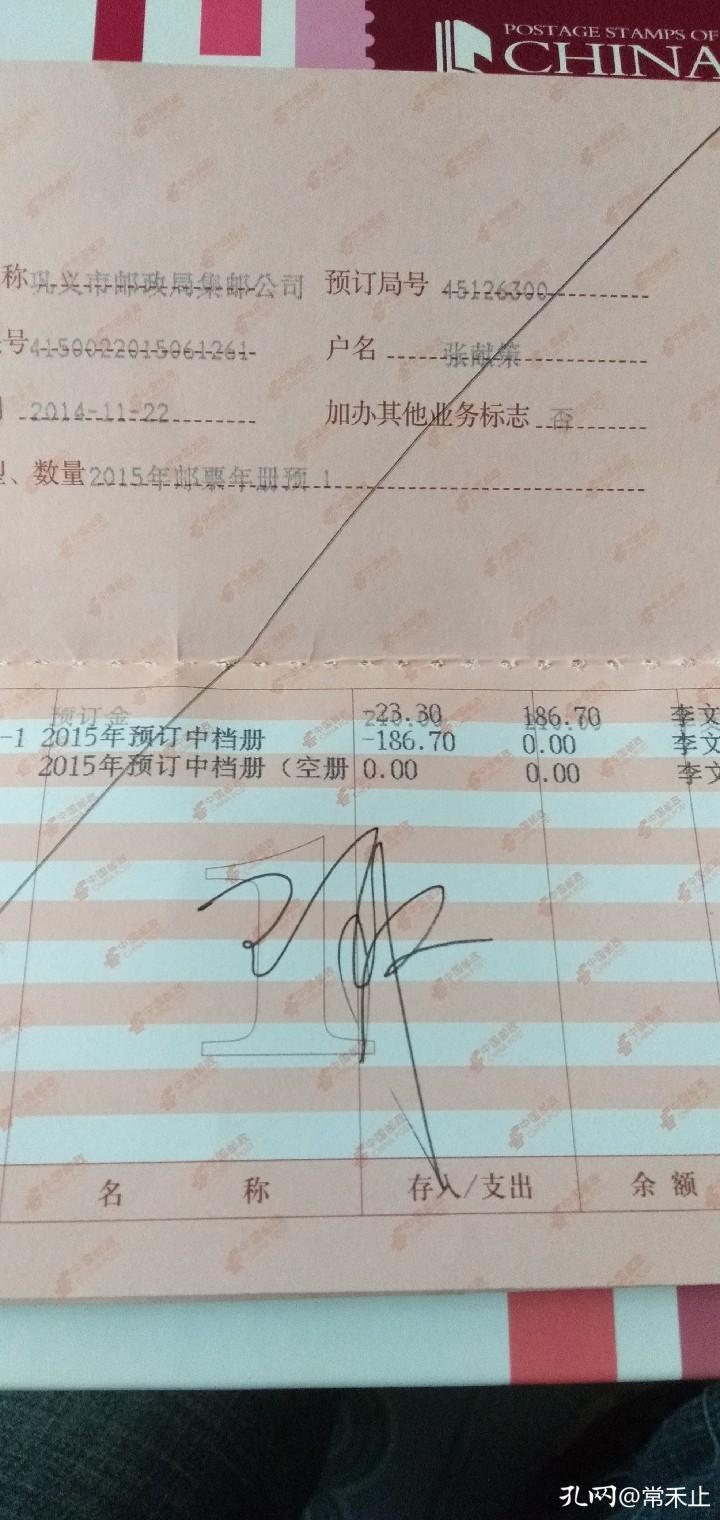 POSTAGE STAMPS OF
CHINA
称 巩义市邮政局集邮公司 预订局号 45126300
号 4150022015061261 户名 张献策
2014-11-22 加办其他业务标志 否
、数量 2015年邮票年册预 1
预订金 -23.30 186.70 李文
-1 2015年预订中档册 -186.70 0.00 李文
2015年预订中档册（空册 0.00 0.00 李文
1
名 称 存入/支出 余 额
孔网@常禾止